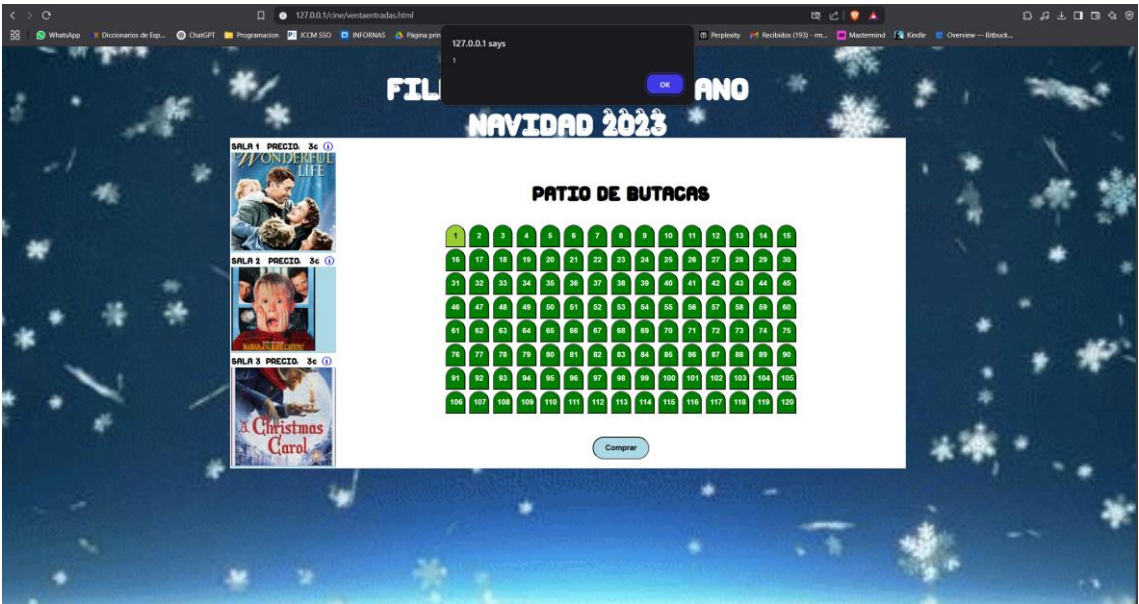 127.0.0.1/cine/ventaentradas.html
WhatsApp Diccionarios de Esp... ChatGPT Programacion JCCM SSO INFORNAS Página prin Perplexity Recibidos (193) - rm... Mastermind Kindle Overview — Bitbuck...
127.0.0.1 says
1
OK
FIL ANO
NAVIDAD 2023
SALA 1 PRECIO. 3€
WONDERFUL
LIFE
SALA 2 PRECIO. 3€
SALA 3 PRECIO. 3€
A Christmas
Carol
PATIO DE BUTACAS
1 2 3 4 5 6 7 8 9 10 11 12 13 14 15
16 17 18 19 20 21 22 23 24 25 26 27 28 29 30
31 32 33 34 35 36 37 38 39 40 41 42 43 44 45
46 47 48 49 50 51 52 53 54 55 56 57 58 59 60
61 62 63 64 65 66 67 68 69 70 71 72 73 74 75
76 77 78 79 80 81 82 83 84 85 86 87 88 89 90
91 92 93 94 95 96 97 98 99 100 101 102 103 104 105
106 107 108 109 110 111 112 113 114 115 116 117 118 119 120
Comprar